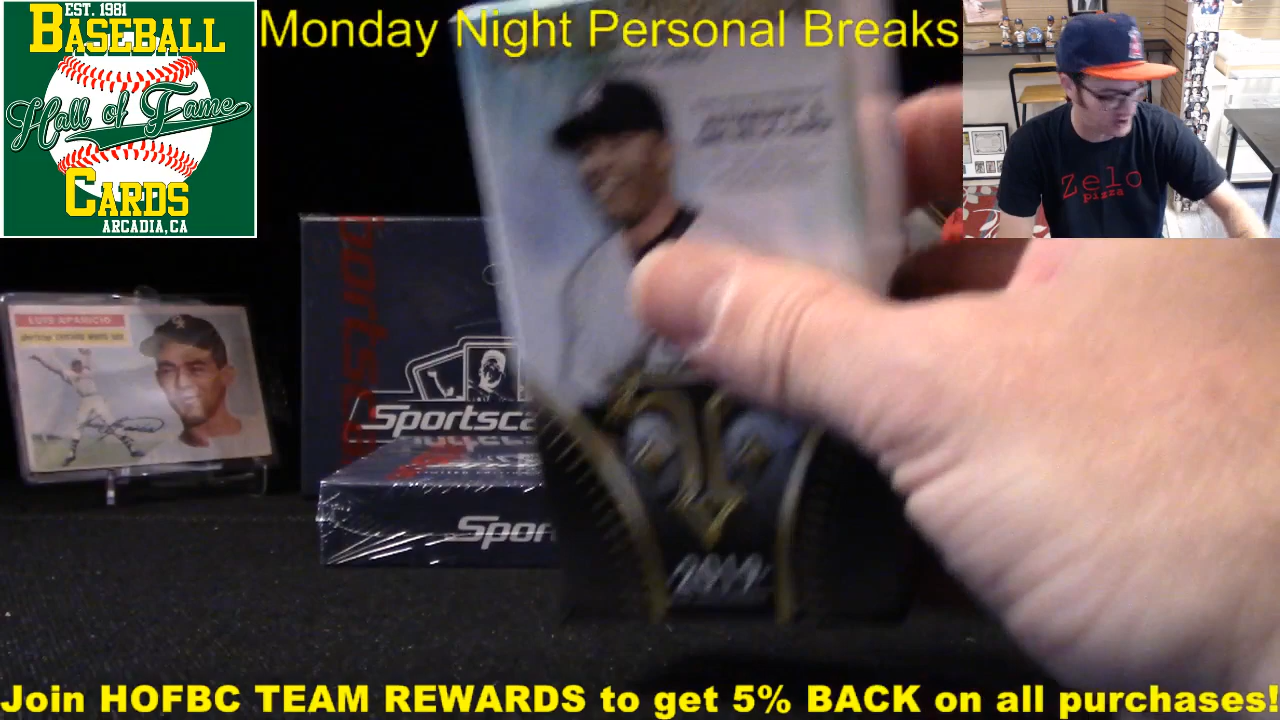 EST. 1981
BASEBALL
Hall of Fame
CARDS
ARCADIA, CA
Monday Night Personal Breaks
Zelo
pizza
LUIS APARICIO
Sportsca
Spor
Join HOFBC TEAM REWARDS to get 5% BACK on all purchases!